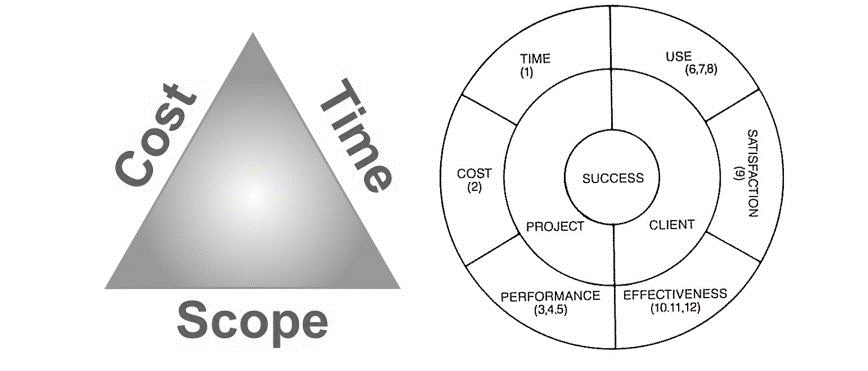 Cost
Time
Scope
TIME
(1)
USE
(6,7,8)
COST
(2)
SUCCESS
SATISFACTION
(9)
PROJECT
CLIENT
PERFORMANCE
(3,4.5)
EFFECTIVENESS
(10.11,12)